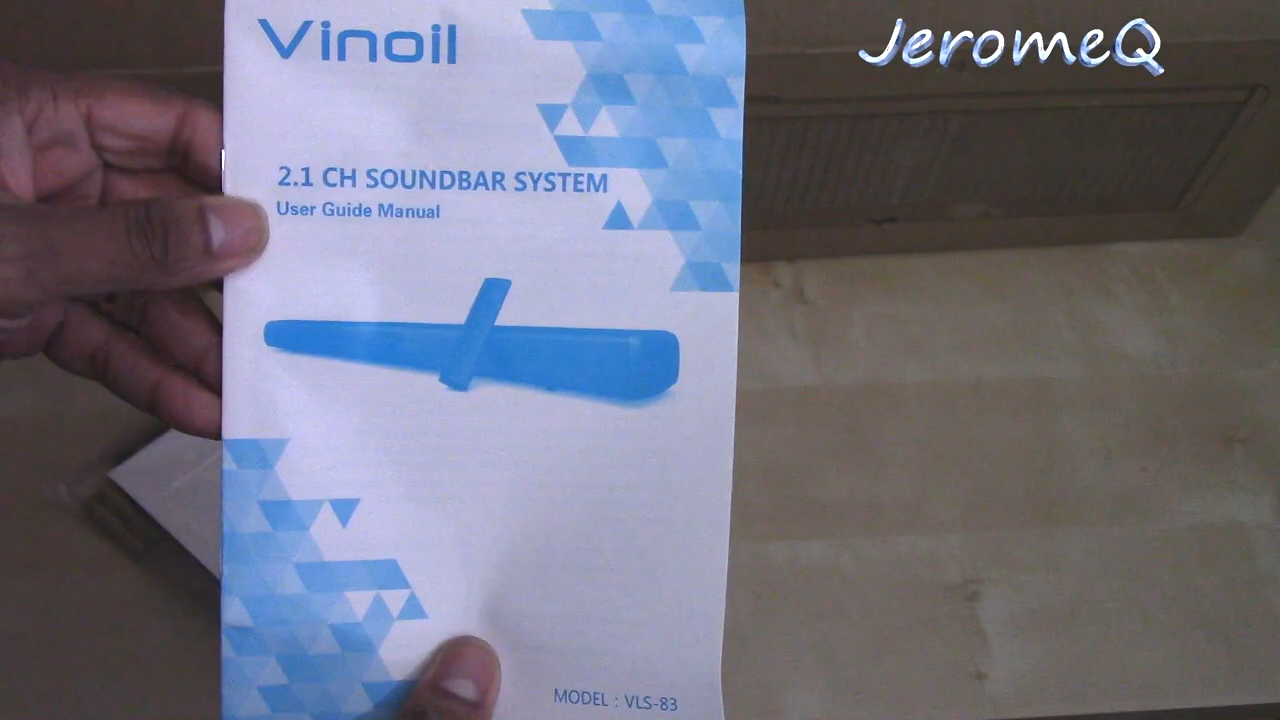 Vinoil
JeromeQ
2.1 CH SOUNDBAR SYSTEM
User Guide Manual
MODEL : VLS-83